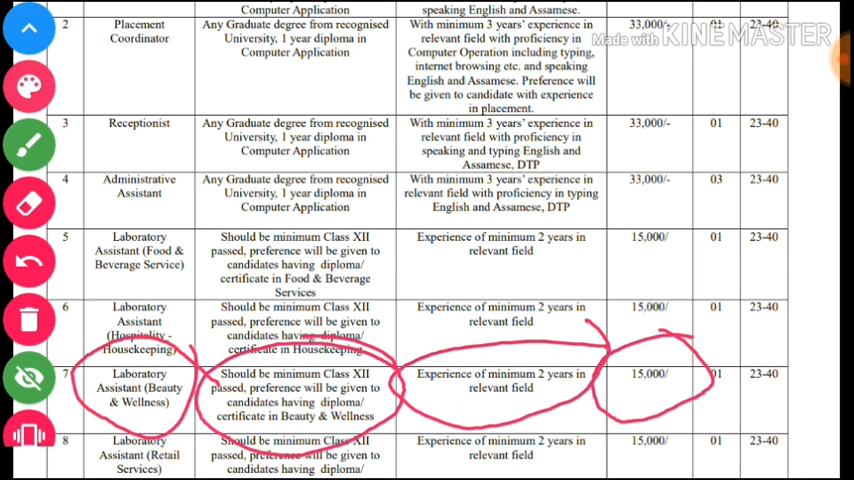 Computer Application
speaking English and Assamese.
2
Placement
Coordinator
Any Graduate degree from recognised
University, 1 year diploma in
Computer Application
With minimum 3 years' experience in
relevant field with proficiency in
Computer Operation including typing,
internet browsing etc. and speaking
English and Assamese. Preference will
be given to candidate with experience
in placement.
33,000/-
01
23-40
Made with KINEMASTER
3
Receptionist
Any Graduate degree from recognised
University, 1 year diploma in
Computer Application
With minimum 3 years' experience in
relevant field with proficiency in
speaking and typing English and
Assamese, DTP
33,000/-
01
23-40
4
Administrative
Assistant
Any Graduate degree from recognised
University, 1 year diploma in
Computer Application
With minimum 3 years' experience in
relevant field with proficiency in typing
English and Assamese, DTP
33,000/-
03
23-40
5
Laboratory
Assistant (Food &
Beverage Service)
Should be minimum Class XII
passed, preference will be given to
candidates having diploma/
certificate in Food & Beverage
Services
Experience of minimum 2 years in
relevant field
15,000/
01
23-40
6
Laboratory
Assistant
(Hospitality -
Housekeeping)
Should be minimum Class XII
passed, preference will be given to
candidates having diploma/
certificate in Housekeeping
Experience of minimum 2 years in
relevant field
15,000/
01
23-40
7
Laboratory
Assistant (Beauty
& Wellness)
Should be minimum Class XII
passed, preference will be given to
candidates having diploma/
certificate in Beauty & Wellness
Experience of minimum 2 years in
relevant field
15,000/
01
23-40
8
Laboratory
Assistant (Retail
Services)
Should be minimum Class XII
passed, preference will be given to
candidates having diploma/
Experience of minimum 2 years in
relevant field
15,000/
01
23-40